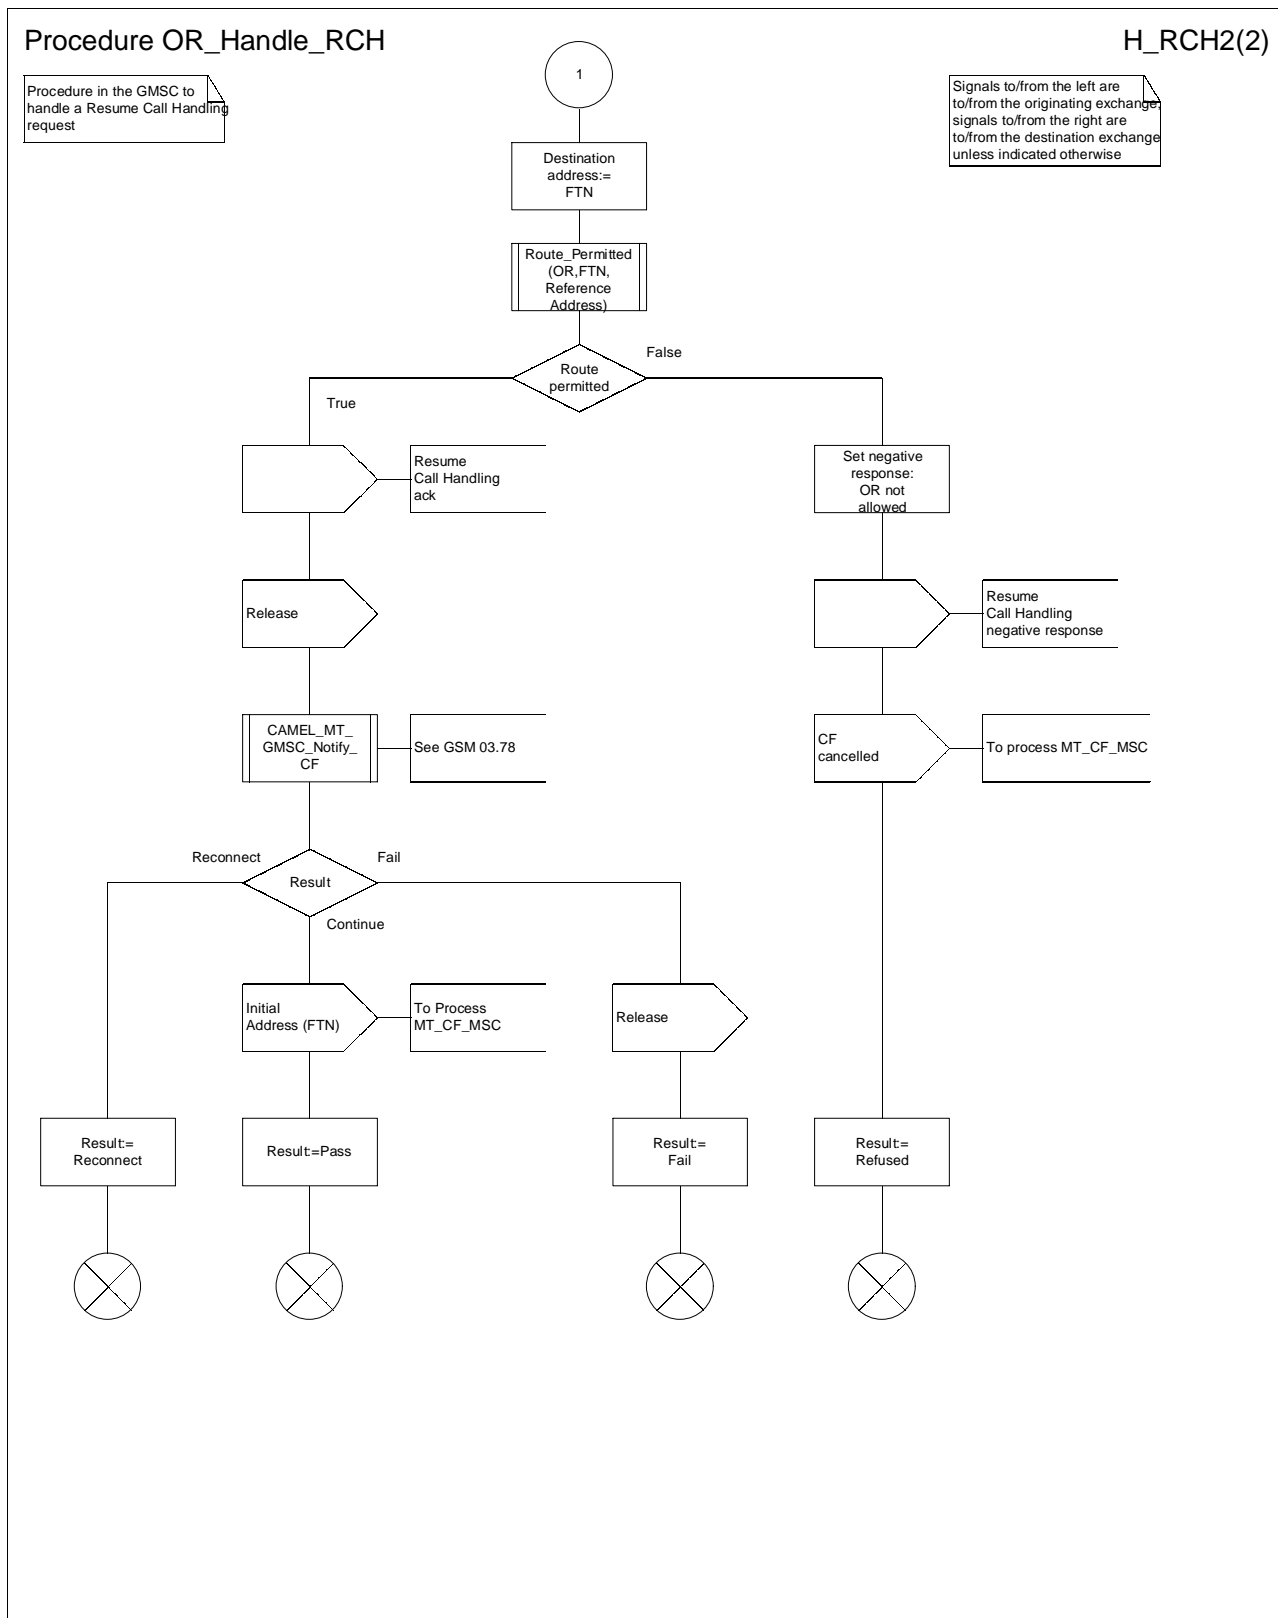 Procedure OR_Handle_RCH
H_RCH2(2)
Procedure in the GMSC to
handle a Resume Call Handling
request
1
Signals to/from the left are
to/from the originating exchange;
signals to/from the right are
to/from the destination exchange
unless indicated otherwise
Destination
address:=
FTN
Route_Permitted
(OR,FTN,
Reference
Address)
Route
permitted
False
True
Resume
Call Handling
ack
Set negative
response:
OR not
allowed
Release
Resume
Call Handling
negative response
CAMEL_MT_
GMSC_Notify_
CF
See GSM 03.78
CF
cancelled
To process MT_CF_MSC
Reconnect
Fail
Result
Continue
Initial
Address (FTN)
To Process
MT_CF_MSC
Release
Result:=
Reconnect
Result:=Pass
Result:=
Fail
Result:=
Refused